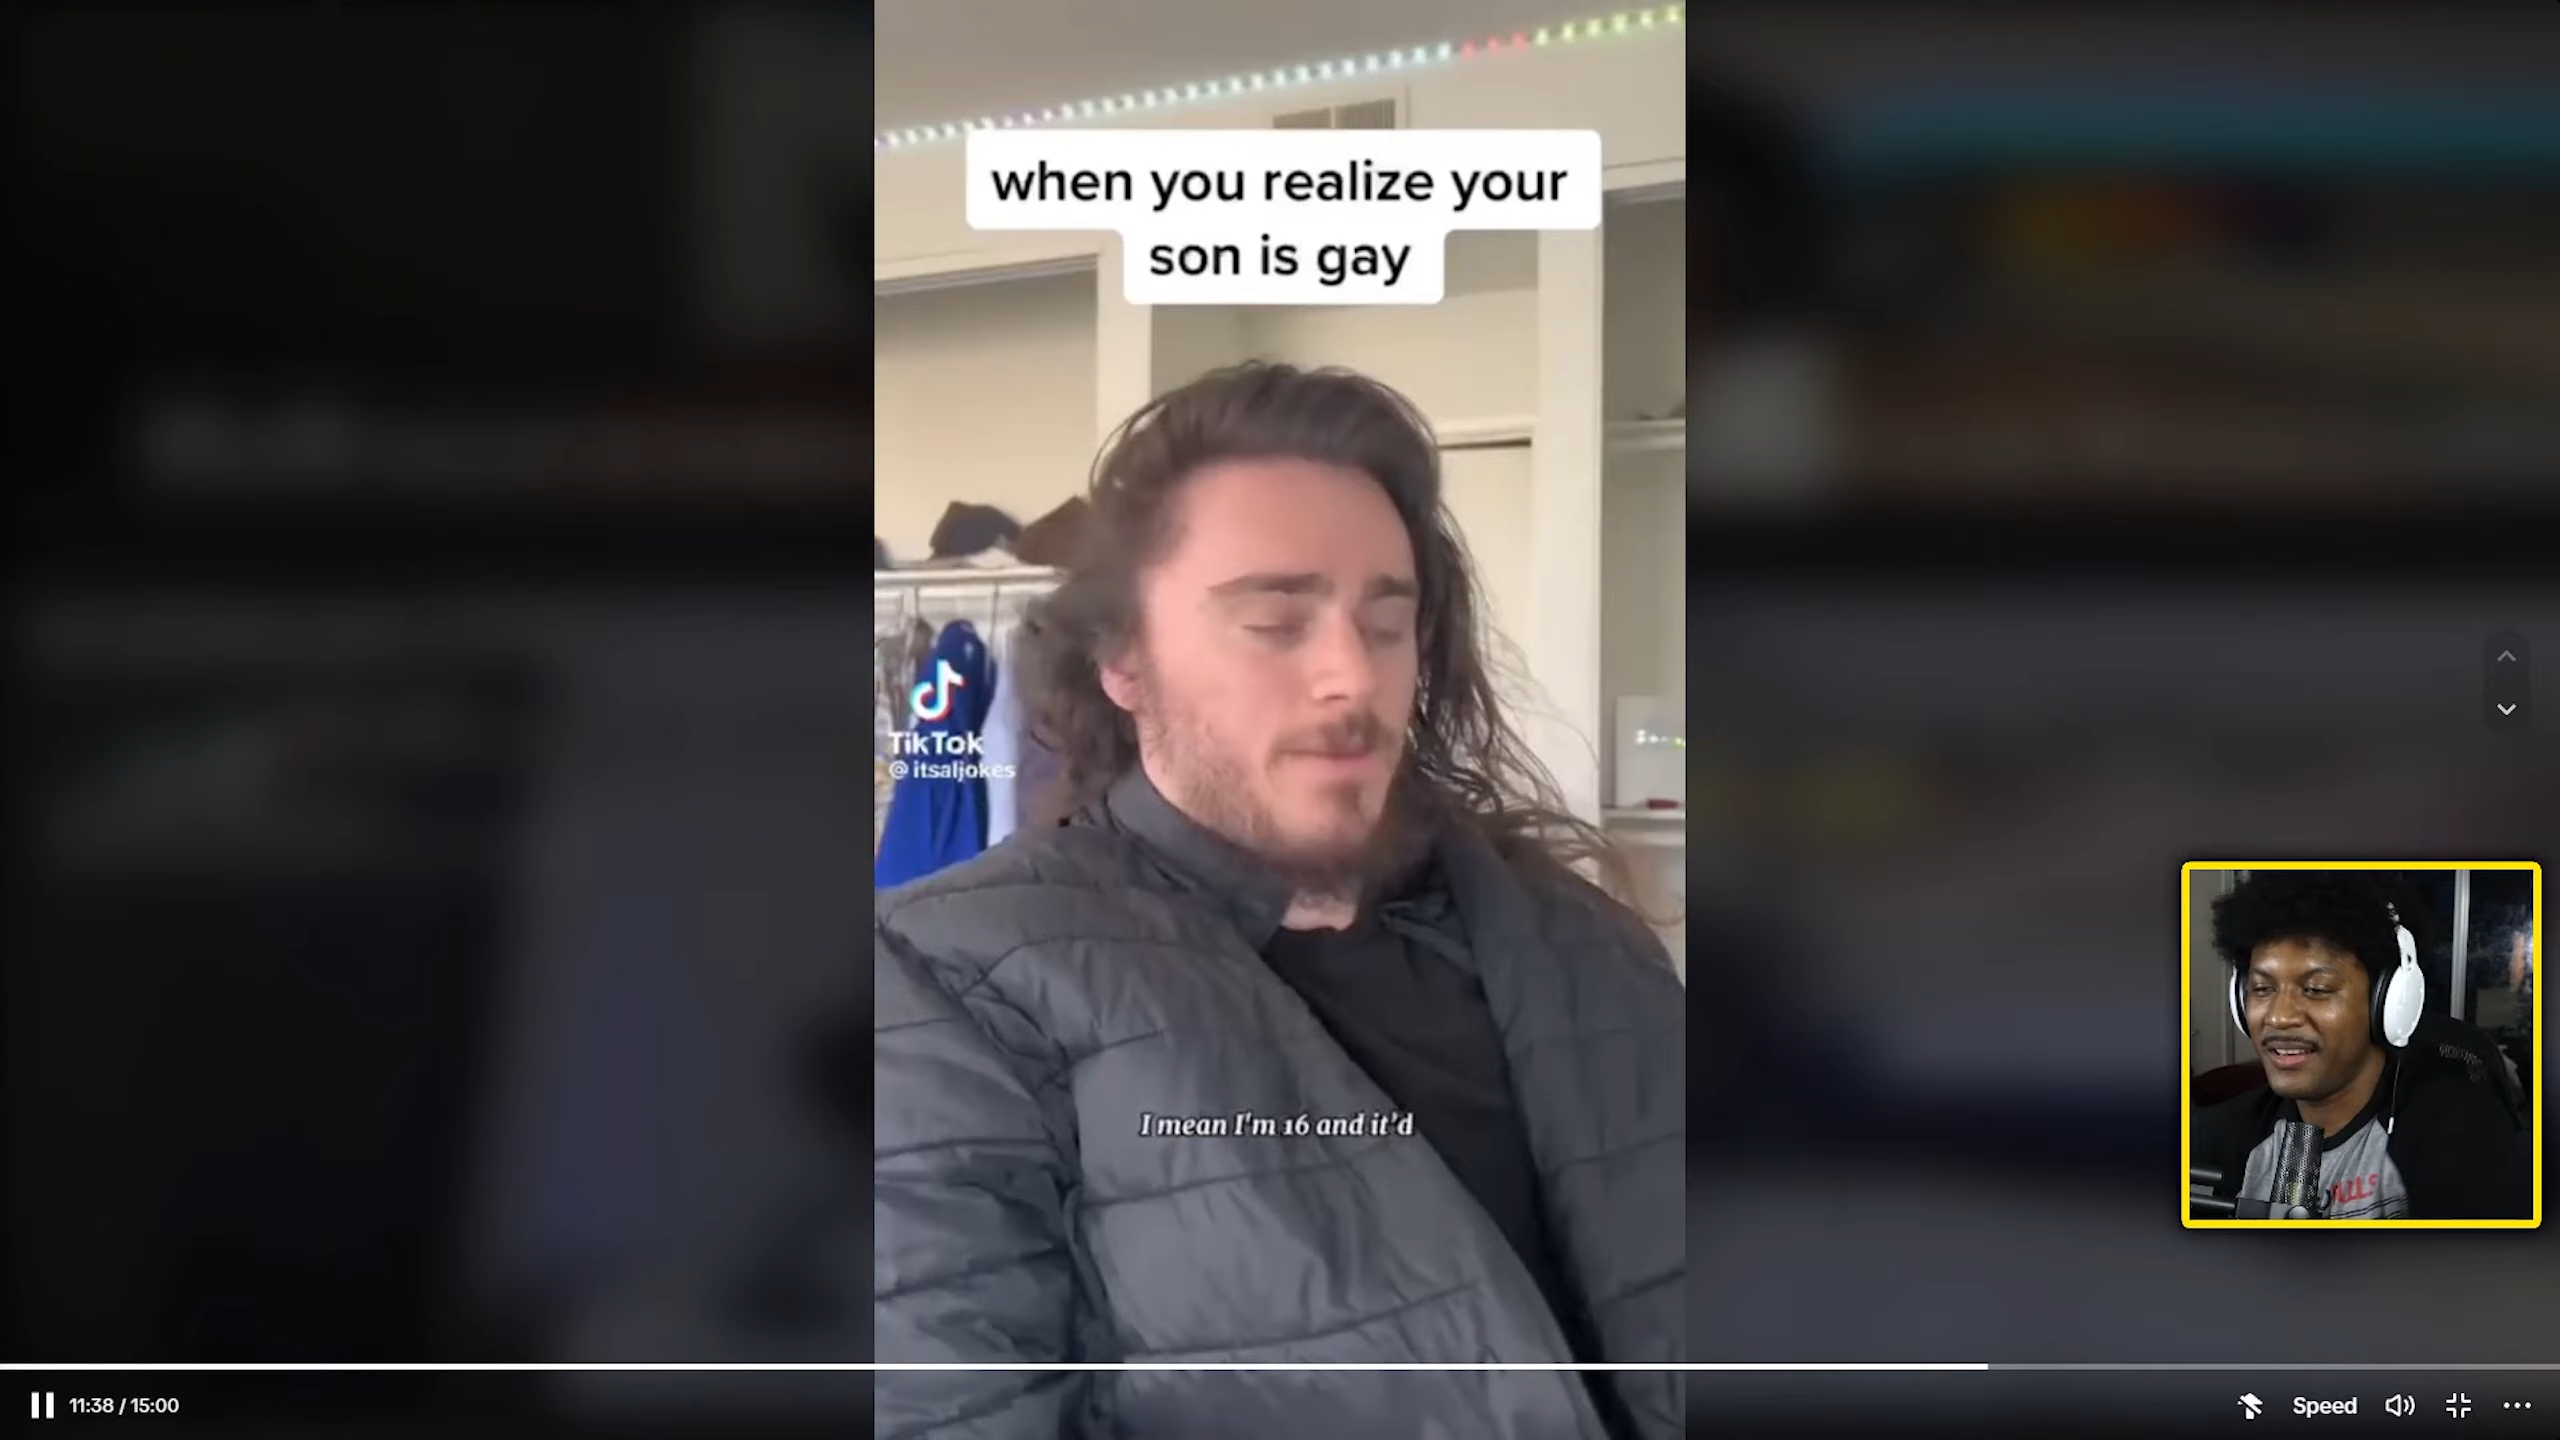 when you realize your
son is gay
TikTok
@itsaljokes
I mean I'm 16 and it'd
11:38 / 15:00
Speed